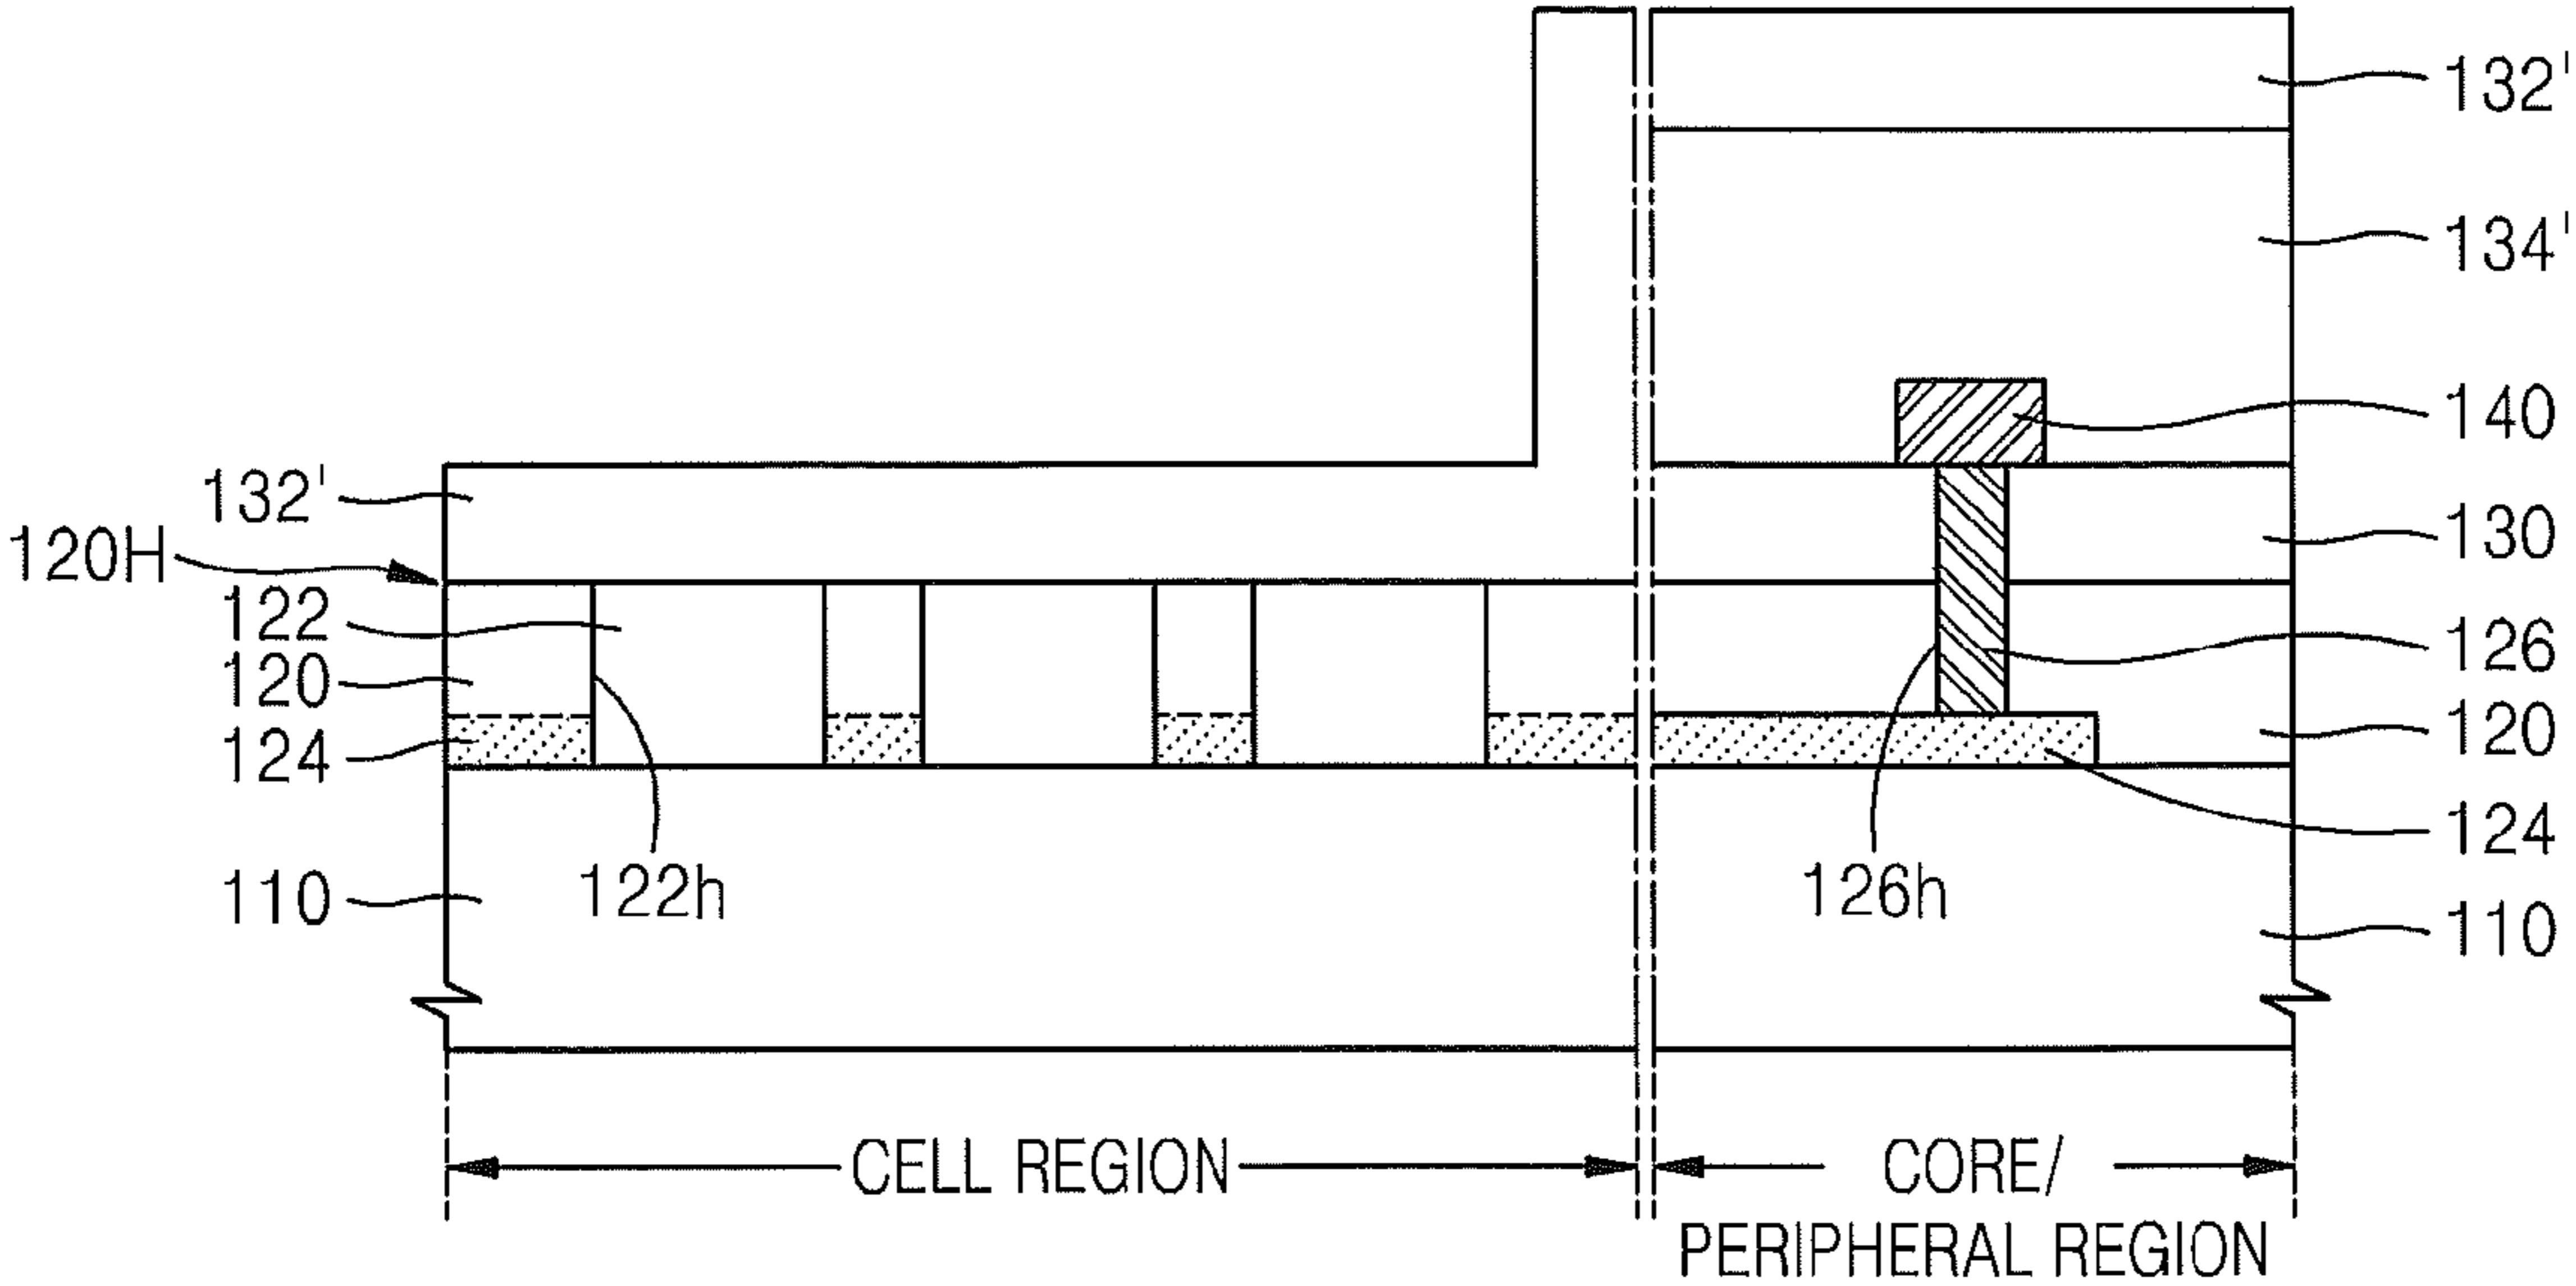 132'
134'
140
132'
130
120H
122
126
120
120
124
124
122h
126h
110
110
CELL REGION
CORE/
PERIPHERAL REGION